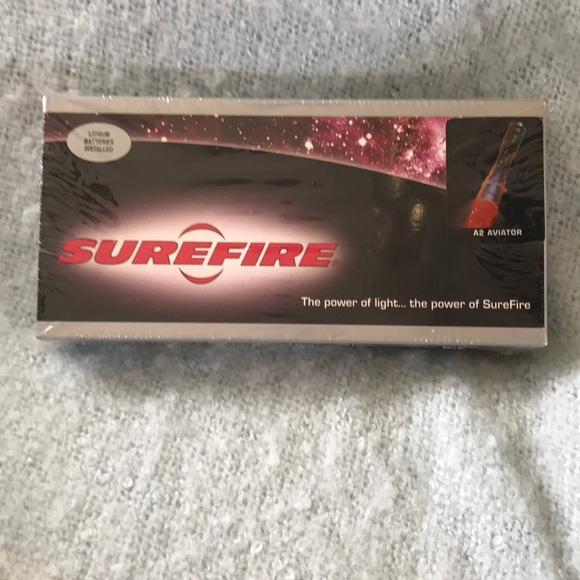 LITHIUM
BATTERIES
INSTALLED
SUREFIRE
A2 AVIATOR
The power of light... the power of SureFire